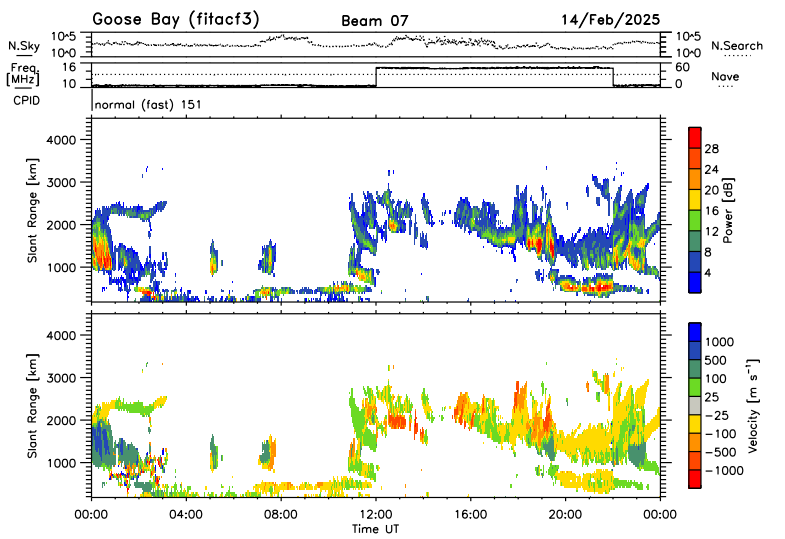 Goose Bay (fitacf3) Beam 07 14/Feb/2025
N.Sky 10^5 10^0 10^5 10^0 N.Search
Freq. [MHz] 16 10 60 0 Nave
CPID normal (fast) 151
Slant Range [km] 4000 3000 2000 1000
Power [dB] 28 24 20 16 12 8 4
Slant Range [km] 4000 3000 2000 1000
Velocity [m s⁻¹] 1000 500 100 25 −25 −100 −500 −1000
00:00 04:00 08:00 12:00 16:00 20:00 00:00
Time UT